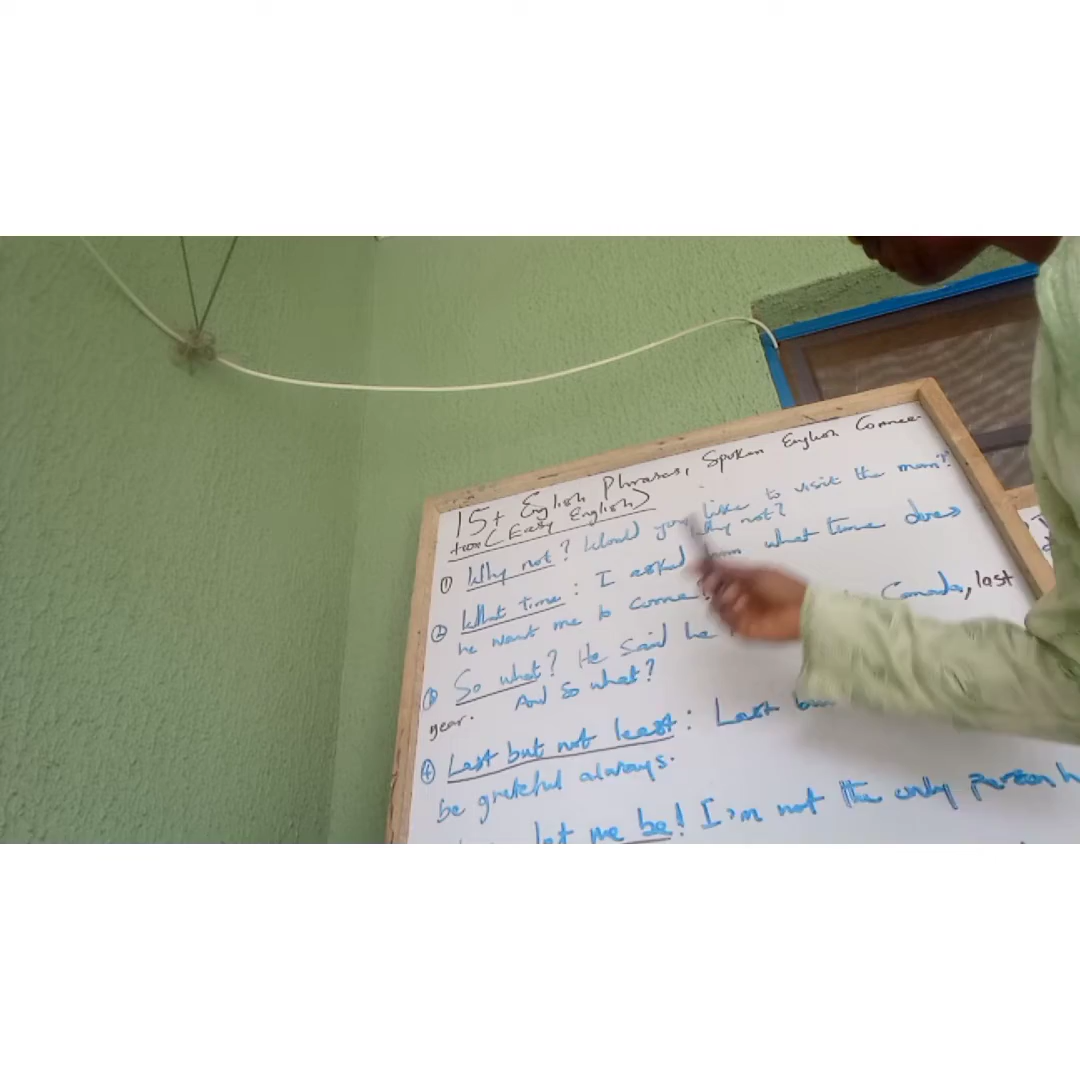 15+ English Phrases, Spoken English Connec-
tion (Easy English)
① Why not? Would you like to visit the mom?
Why not?
② What time: I asked him what time does
he want me to come?
③ So what? He said he Canada, last
year. And so what?
④ Last but not least: Last but
be grateful always.
let me be! I'm not the only person